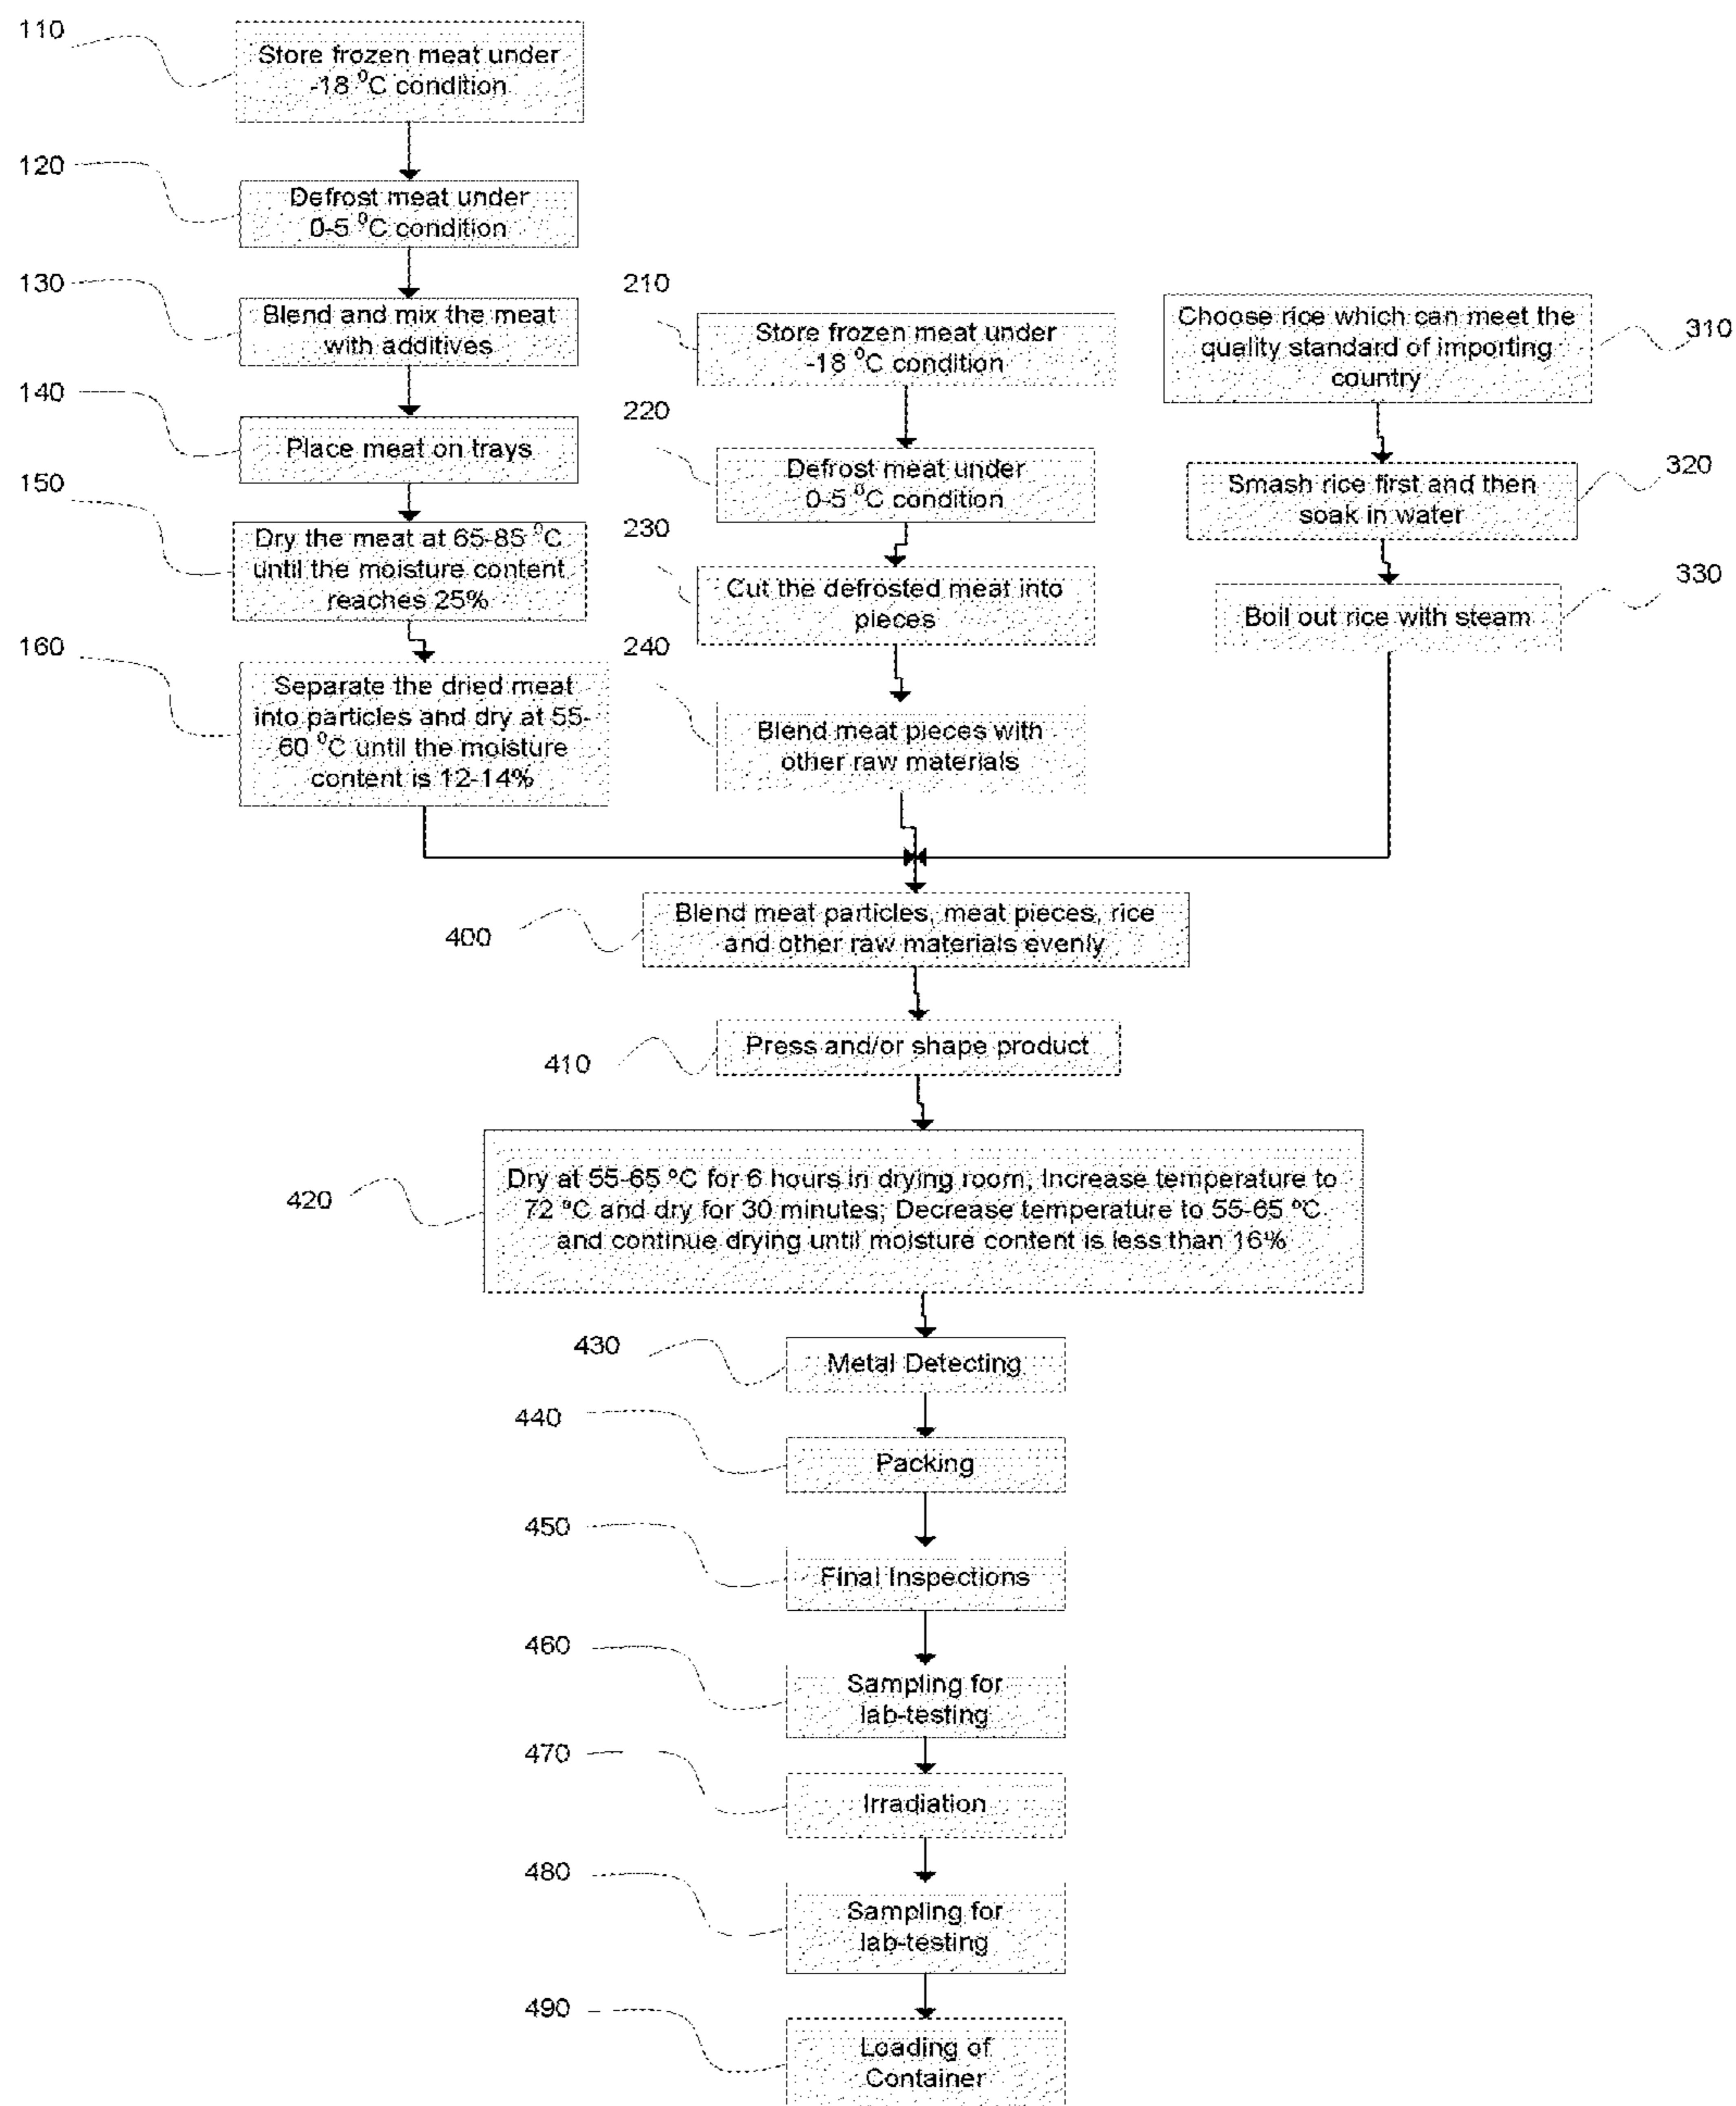 110
Store frozen meat under
-18 ⁰C condition
120
Defrost meat under
0-5 ⁰C condition
130
Blend and mix the meat
with additives
140
Place meat on trays
150
Dry the meat at 65-85 ⁰C
until the moisture content
reaches 25%
160
Separate the dried meat
into particles and dry at 55-
60 ⁰C until the moisture
content is 12-14%
210
Store frozen meat under
-18 ⁰C condition
220
Defrost meat under
0-5 ⁰C condition
230
Cut the defrosted meat into
pieces
240
Blend meat pieces with
other raw materials
310
Choose rice which can meet the
quality standard of importing
country
320
Smash rice first and then
soak in water
330
Boil out rice with steam
400
Blend meat particles, meat pieces, rice
and other raw materials evenly
410
Press and/or shape product
420
Dry at 55-65 ºC for 6 hours in drying room; Increase temperature to
72 ºC and dry for 30 minutes; Decrease temperature to 55-65 ºC
and continue drying until moisture content is less than 16%
430
Metal Detecting
440
Packing
450
Final Inspections
460
Sampling for
lab-testing
470
Irradiation
480
Sampling for
lab-testing
490
Loading of
Container